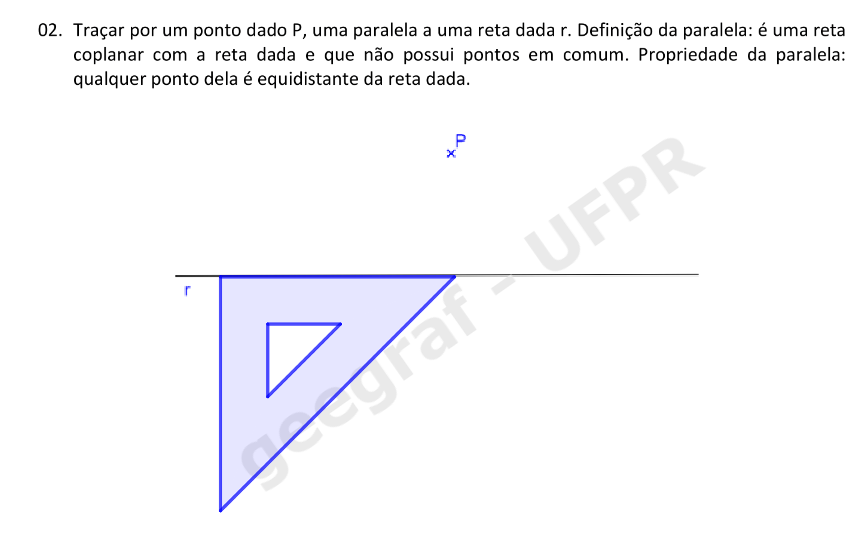 02. Traçar por um ponto dado P, uma paralela a uma reta dada r. Definição da paralela: é uma reta
coplanar com a reta dada e que não possui pontos em comum. Propriedade da paralela:
qualquer ponto dela é equidistante da reta dada.
P
r
geegraf - UFPR